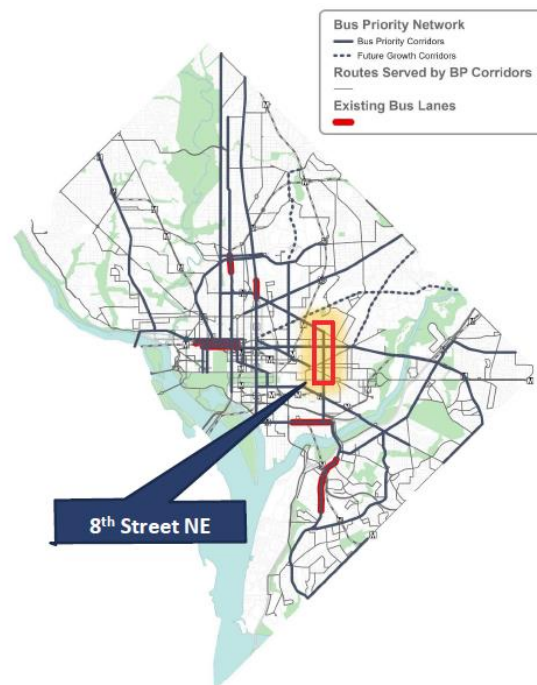 Bus Priority Network
Bus Priority Corridors
Future Growth Corridors
Routes Served by BP Corridors
Existing Bus Lanes
8th Street NE